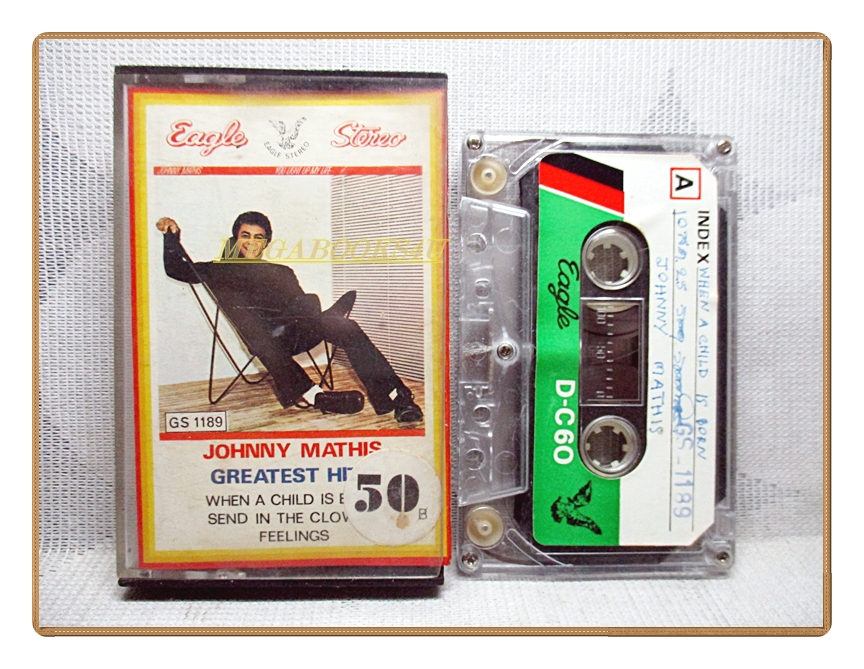 Eagle Stereo
EAGLE STEREO
JOHNNY MATHIS YOU LIGHT UP MY LIFE
MEGABOOKS4U
GS 1189
JOHNNY MATHIS
GREATEST HI
WHEN A CHILD IS B
SEND IN THE CLOW
FEELINGS
50
B
A
INDEX
WHEN A CHILD IS BORN
GS-1189
JOHNNY MATHIS
Eagle
D-C60